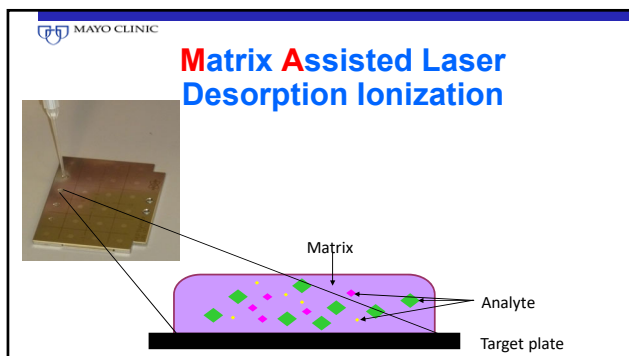 MAYO CLINIC
Matrix Assisted Laser
Desorption Ionization
Matrix
Analyte
Target plate